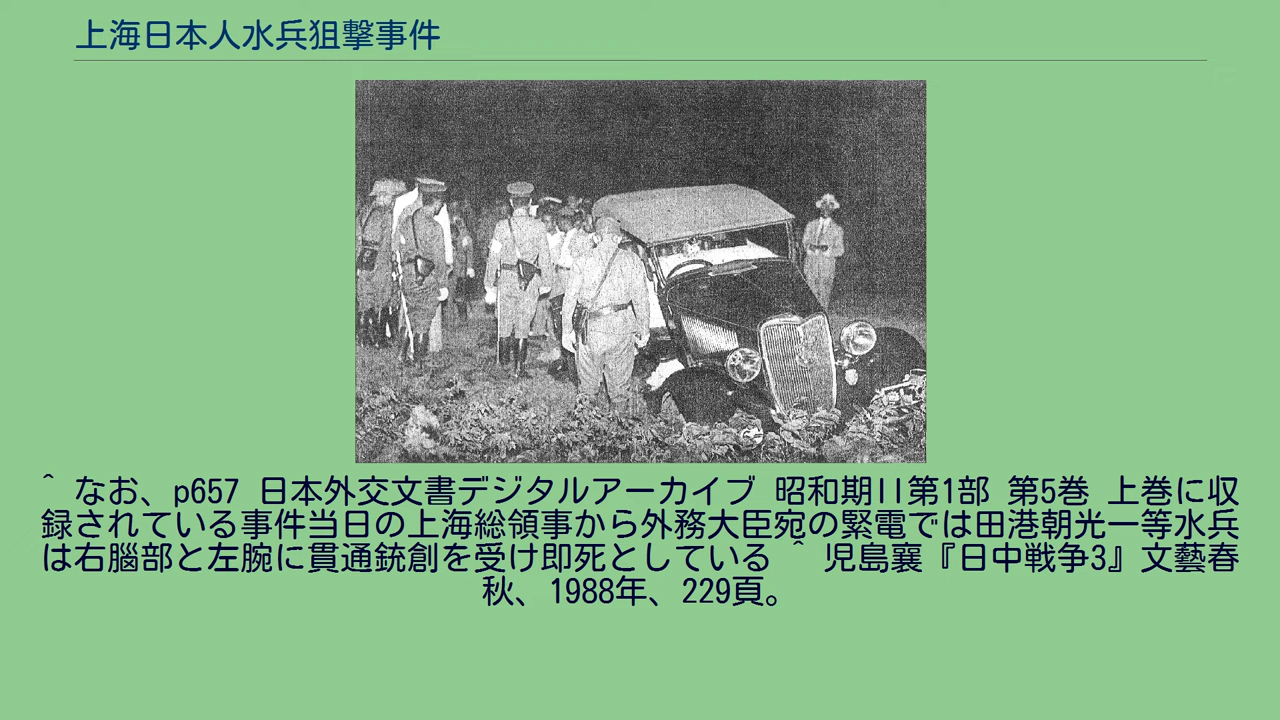 上海日本人水兵狙撃事件
^ なお、p657 日本外交文書デジタルアーカイブ 昭和期II第1部 第5巻 上巻に収
録されている事件当日の上海総領事から外務大臣宛の緊電では田港朝光一等水兵
は右腦部と左腕に貫通銃創を受け即死としている ^ 児島襄『日中戦争3』文藝春
秋、1988年、229頁。